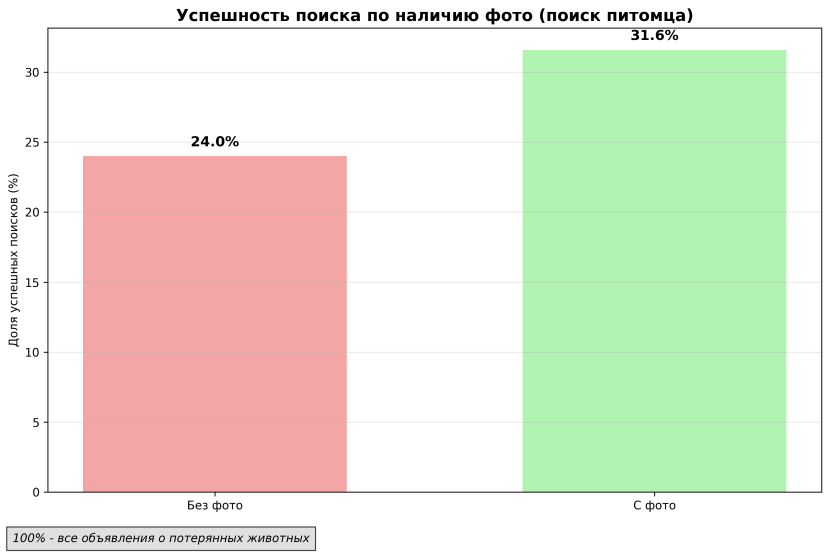 Успешность поиска по наличию фото (поиск питомца)
31.6%
24.0%
Доля успешных поисков (%)
30
25
20
15
10
5
0
Без фото
С фото
100% - все объявления о потерянных животных